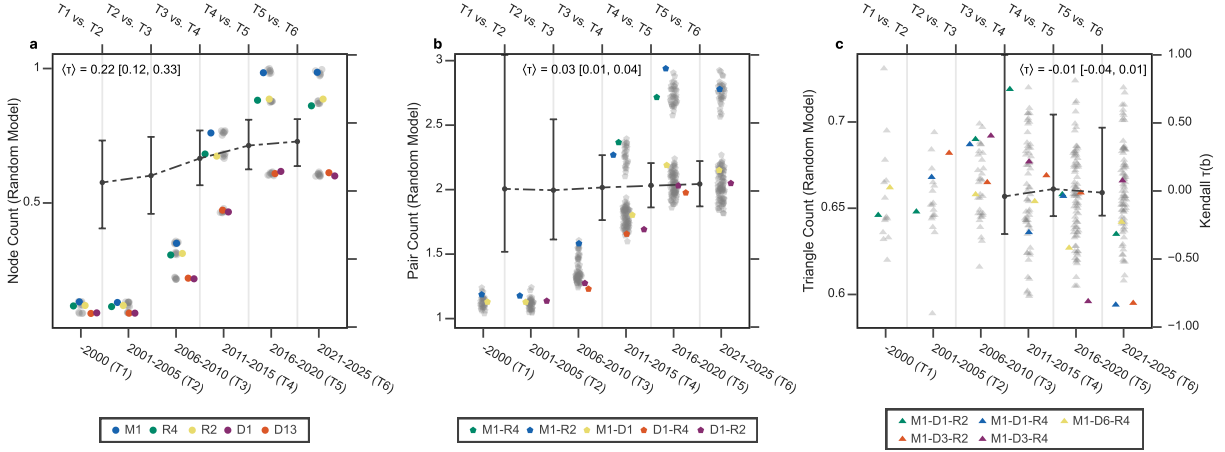 a
T1 vs. T2
T2 vs. T3
T3 vs. T4
T4 vs. T5
T5 vs. T6
⟨τ⟩ = 0.22 [0.12, 0.33]
Node Count (Random Model)
1
0.5
-2000 (T1)
2001-2005 (T2)
2006-2010 (T3)
2011-2015 (T4)
2016-2020 (T5)
2021-2025 (T6)
M1 R4 R2 D1 D13
b
T1 vs. T2
T2 vs. T3
T3 vs. T4
T4 vs. T5
T5 vs. T6
⟨τ⟩ = 0.03 [0.01, 0.04]
Pair Count (Random Model)
3
2.5
2
1.5
1
-2000 (T1)
2001-2005 (T2)
2006-2010 (T3)
2011-2015 (T4)
2016-2020 (T5)
2021-2025 (T6)
M1-R4 M1-R2 M1-D1 D1-R4 D1-R2
c
T1 vs. T2
T2 vs. T3
T3 vs. T4
T4 vs. T5
T5 vs. T6
⟨τ⟩ = -0.01 [-0.04, 0.01]
Triangle Count (Random Model)
0.7
0.65
0.6
1.00
0.50
0.00
−0.50
−1.00
Kendall τ(b)
-2000 (T1)
2001-2005 (T2)
2006-2010 (T3)
2011-2015 (T4)
2016-2020 (T5)
2021-2025 (T6)
M1-D1-R2 M1-D1-R4 M1-D6-R4
M1-D3-R2 M1-D3-R4